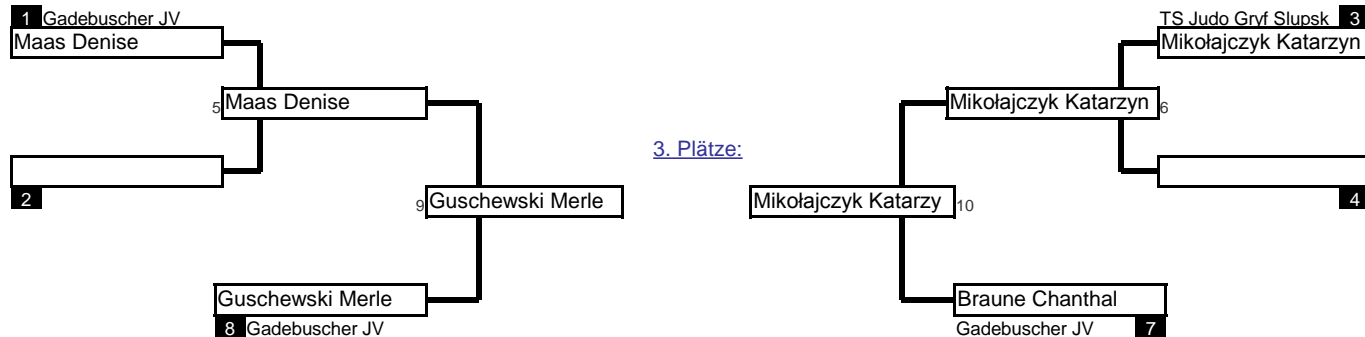 1 Gadebuscher JV
TS Judo Gryf Slupsk 3
Maas Denise
Mikołajczyk Katarzyn
5 Maas Denise
Mikołajczyk Katarzyn 6
3. Plätze:
2
4
9 Guschewski Merle
Mikołajczyk Katarzy 10
Guschewski Merle
Braune Chanthal
8 Gadebuscher JV
Gadebuscher JV 7